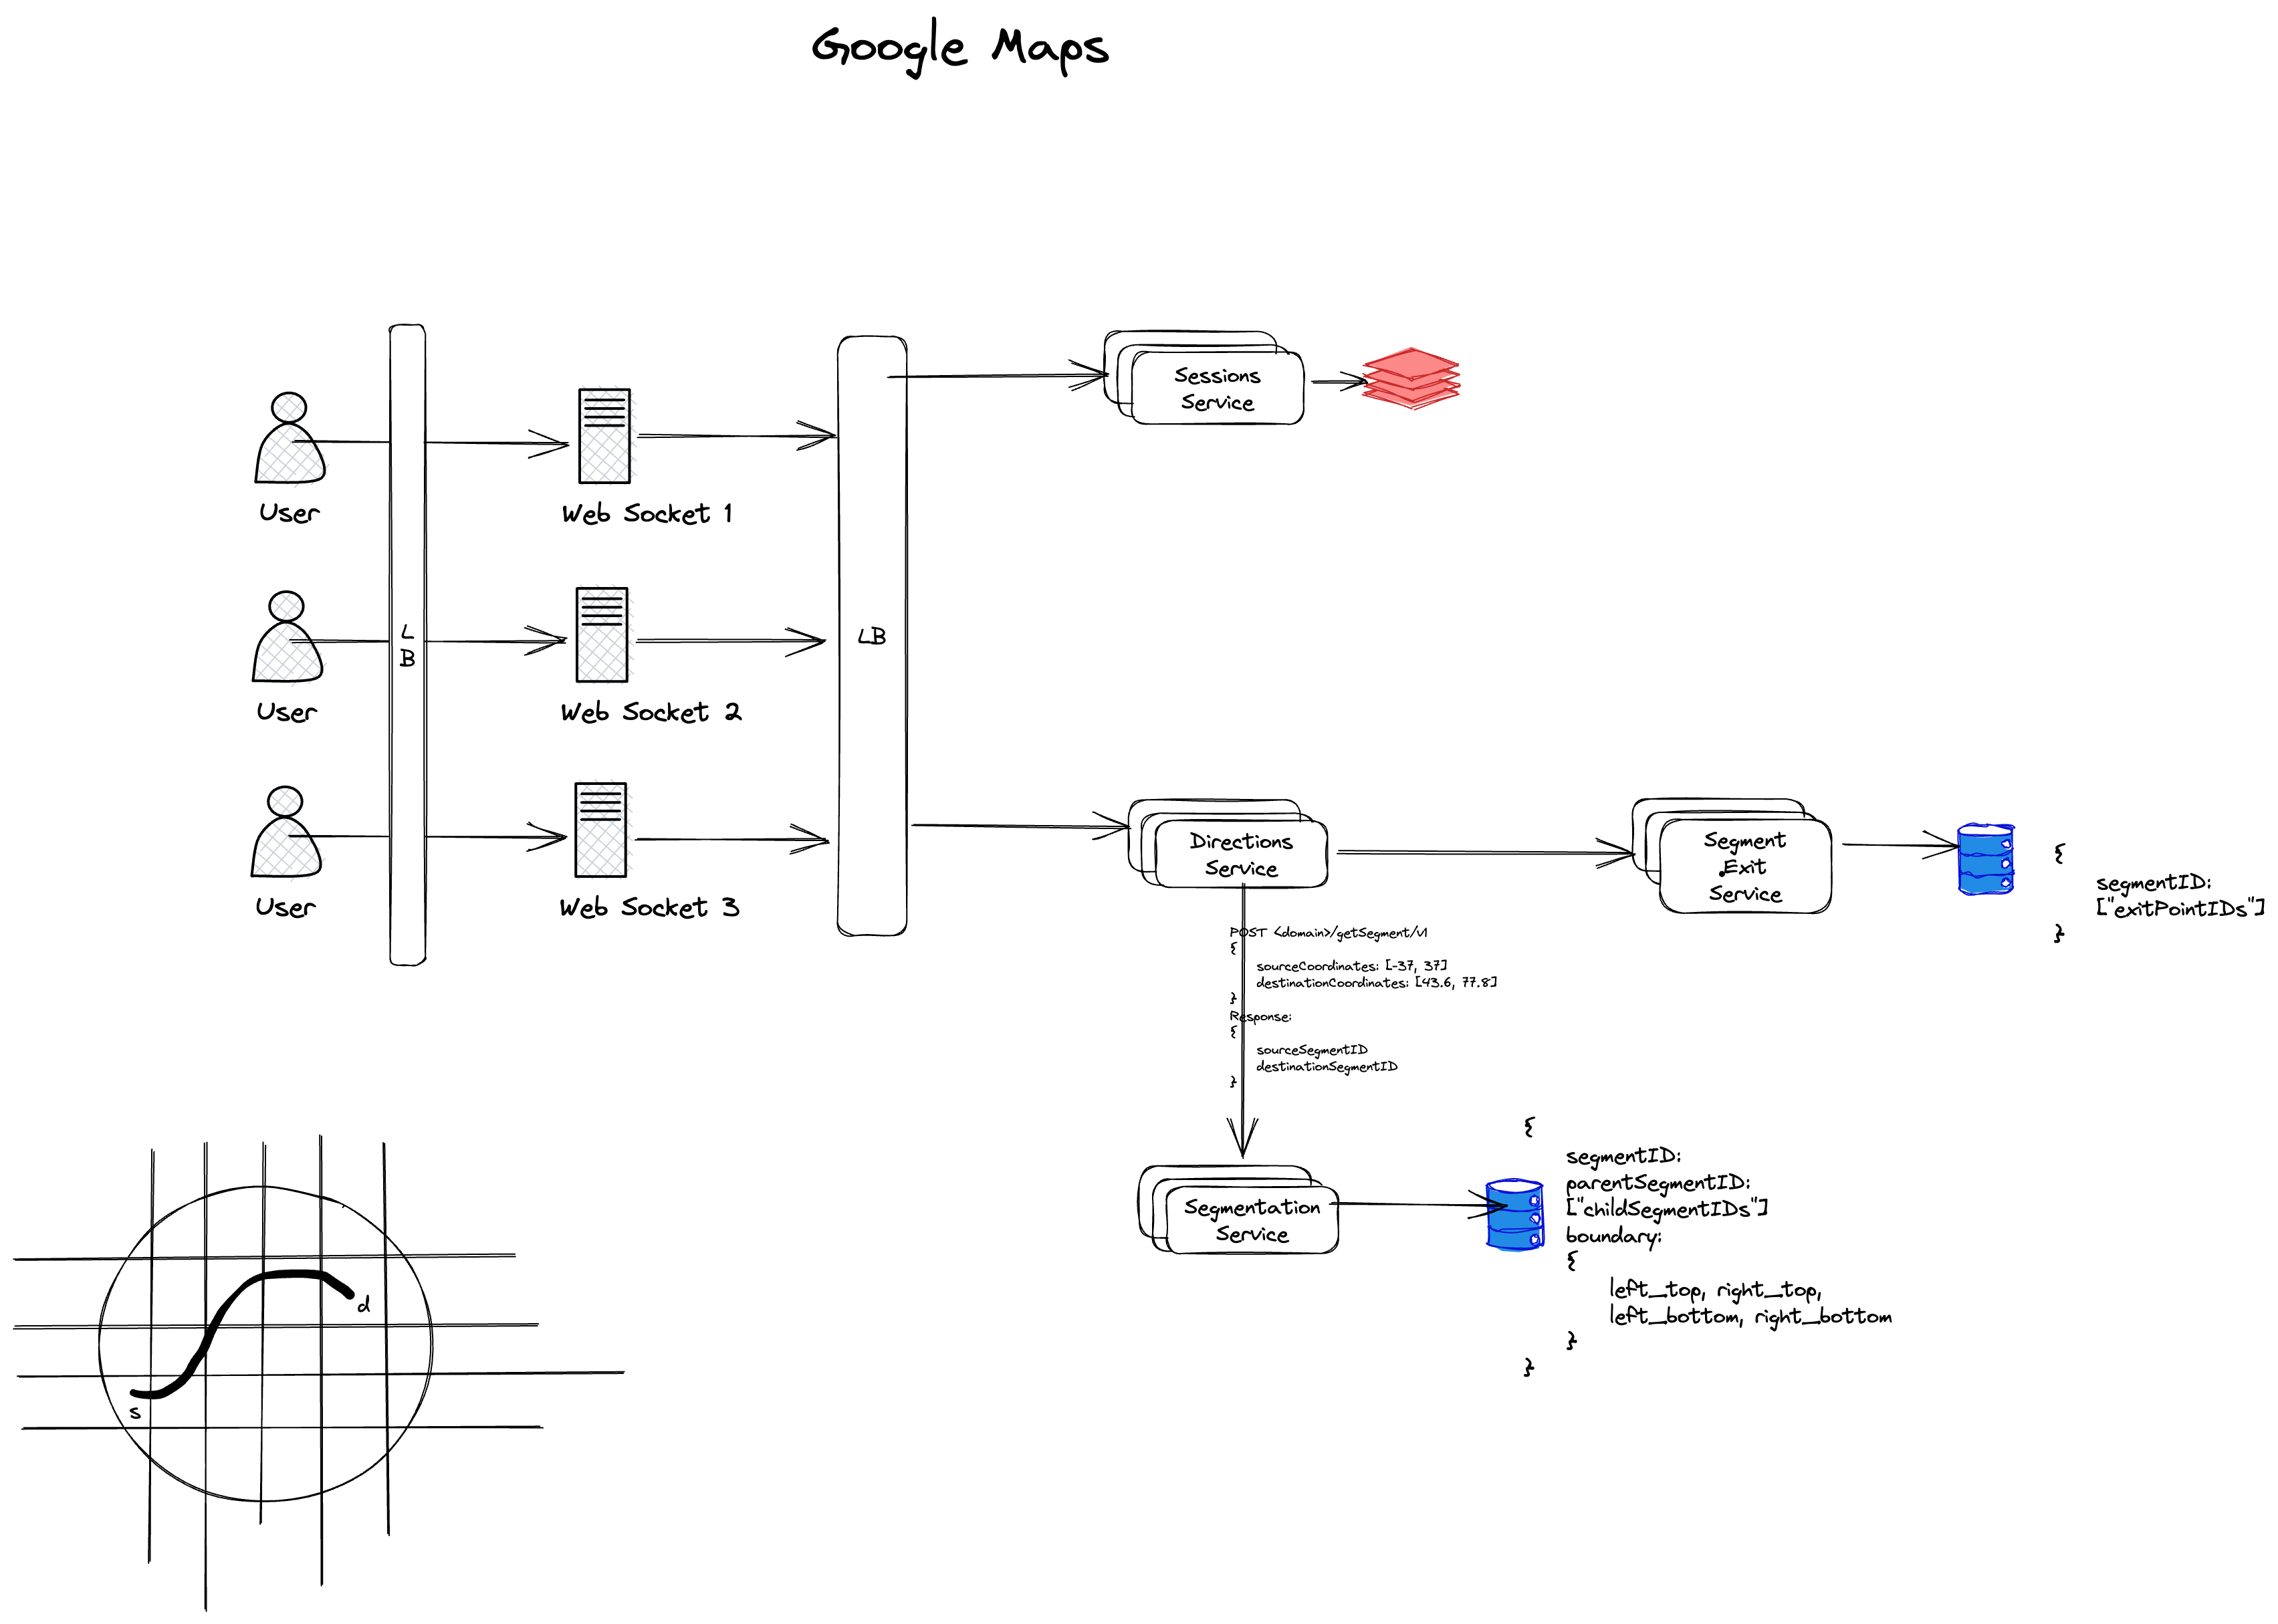 Google Maps
Sessions
Service
User
Web Socket 1
L
B
LB
User
Web Socket 2
User
Web Socket 3
Directions
Service
Segment
Exit
Service
{
segmentID:
["exitPointIDs"]
}
POST <domain>/getSegment/v1
{
sourceCoordinates: [-37, 37]
destinationCoordinates: [43.6, 77.8]
}
Response:
{
sourceSegmentID
destinationSegmentID
}
Segmentation
Service
{
segmentID:
parentSegmentID:
["childSegmentIDs"]
boundary:
{
left_top, right_top,
left_bottom, right_bottom
}
}
d
s